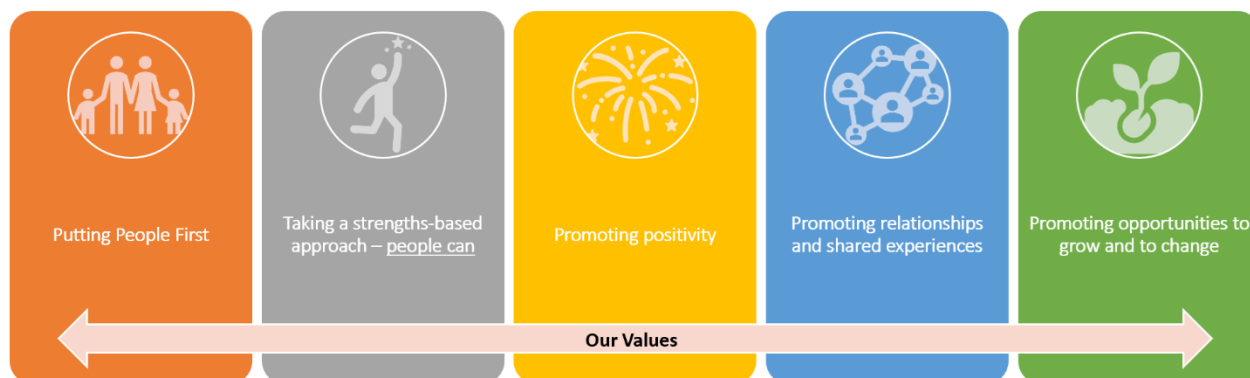 Putting People First
Taking a strengths-based
approach – people can
Promoting positivity
Promoting relationships
and shared experiences
Promoting opportunities to
grow and to change
Our Values